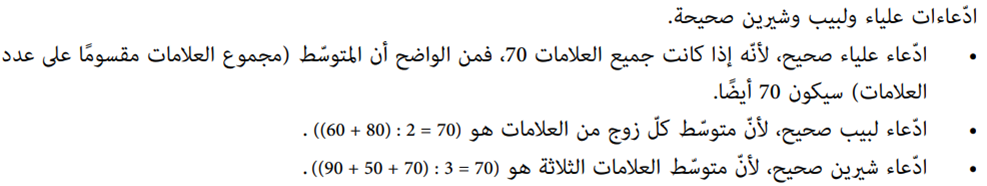 ادّعاءات علياء ولبيب وشيرين صحيحة.
• ادّعاء علياء صحيح، لأنّه إذا كانت جميع العلامات 70، فمن الواضح أن المتوسّط (مجموع العلامات مقسومًا على عدد
العلامات) سيكون 70 أيضًا.
• ادّعاء لبيب صحيح، لأنّ متوسّط كلّ زوج من العلامات هو ((60 + 80) : 2 = 70) .
• ادّعاء شيرين صحيح، لأنّ متوسّط العلامات الثلاثة هو ((90 + 50 + 70) : 3 = 70) .